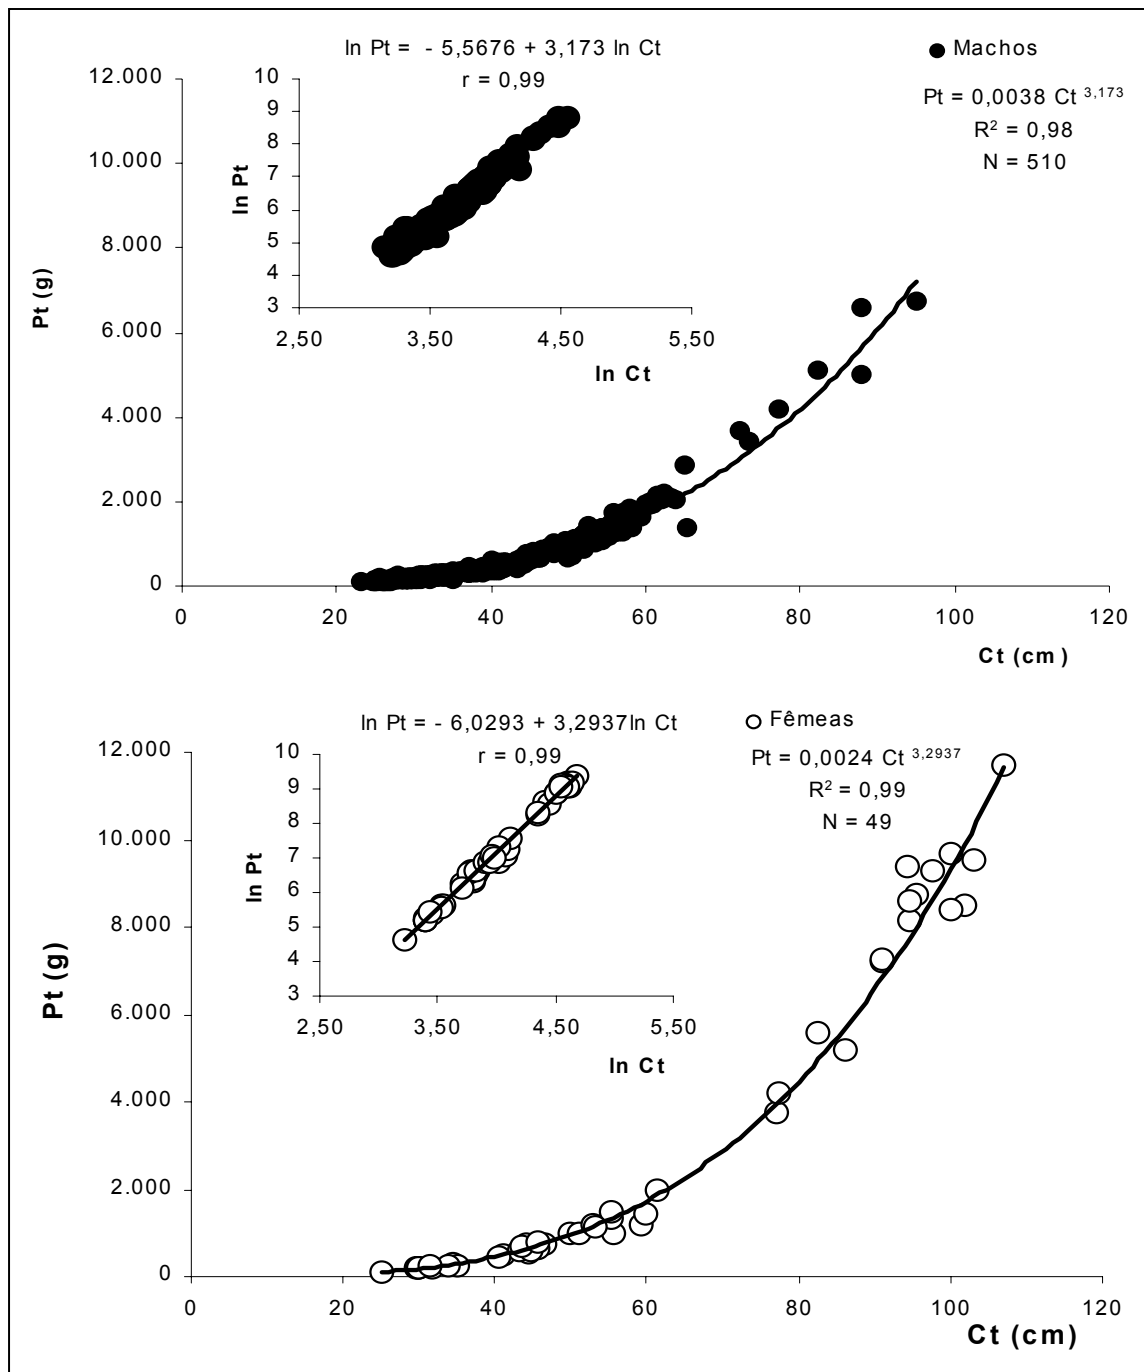 ln Pt = - 5,5676 + 3,173 ln Ct
r = 0,99
Machos
Pt = 0,0038 Ct 3,173
R² = 0,98
N = 510
12.000
10.000
8.000
6.000
4.000
2.000
0
Pt (g)
10
9
8
7
6
5
4
3
ln Pt
2,50 3,50 4,50 5,50
ln Ct
0 20 40 60 80 100 120
Ct (cm)
ln Pt = - 6,0293 + 3,2937ln Ct
r = 0,99
Fêmeas
Pt = 0,0024 Ct 3,2937
R² = 0,99
N = 49
12.000
10.000
8.000
6.000
4.000
2.000
0
Pt (g)
10
9
8
7
6
5
4
3
ln Pt
2,50 3,50 4,50 5,50
ln Ct
0 20 40 60 80 100 120
Ct (cm)